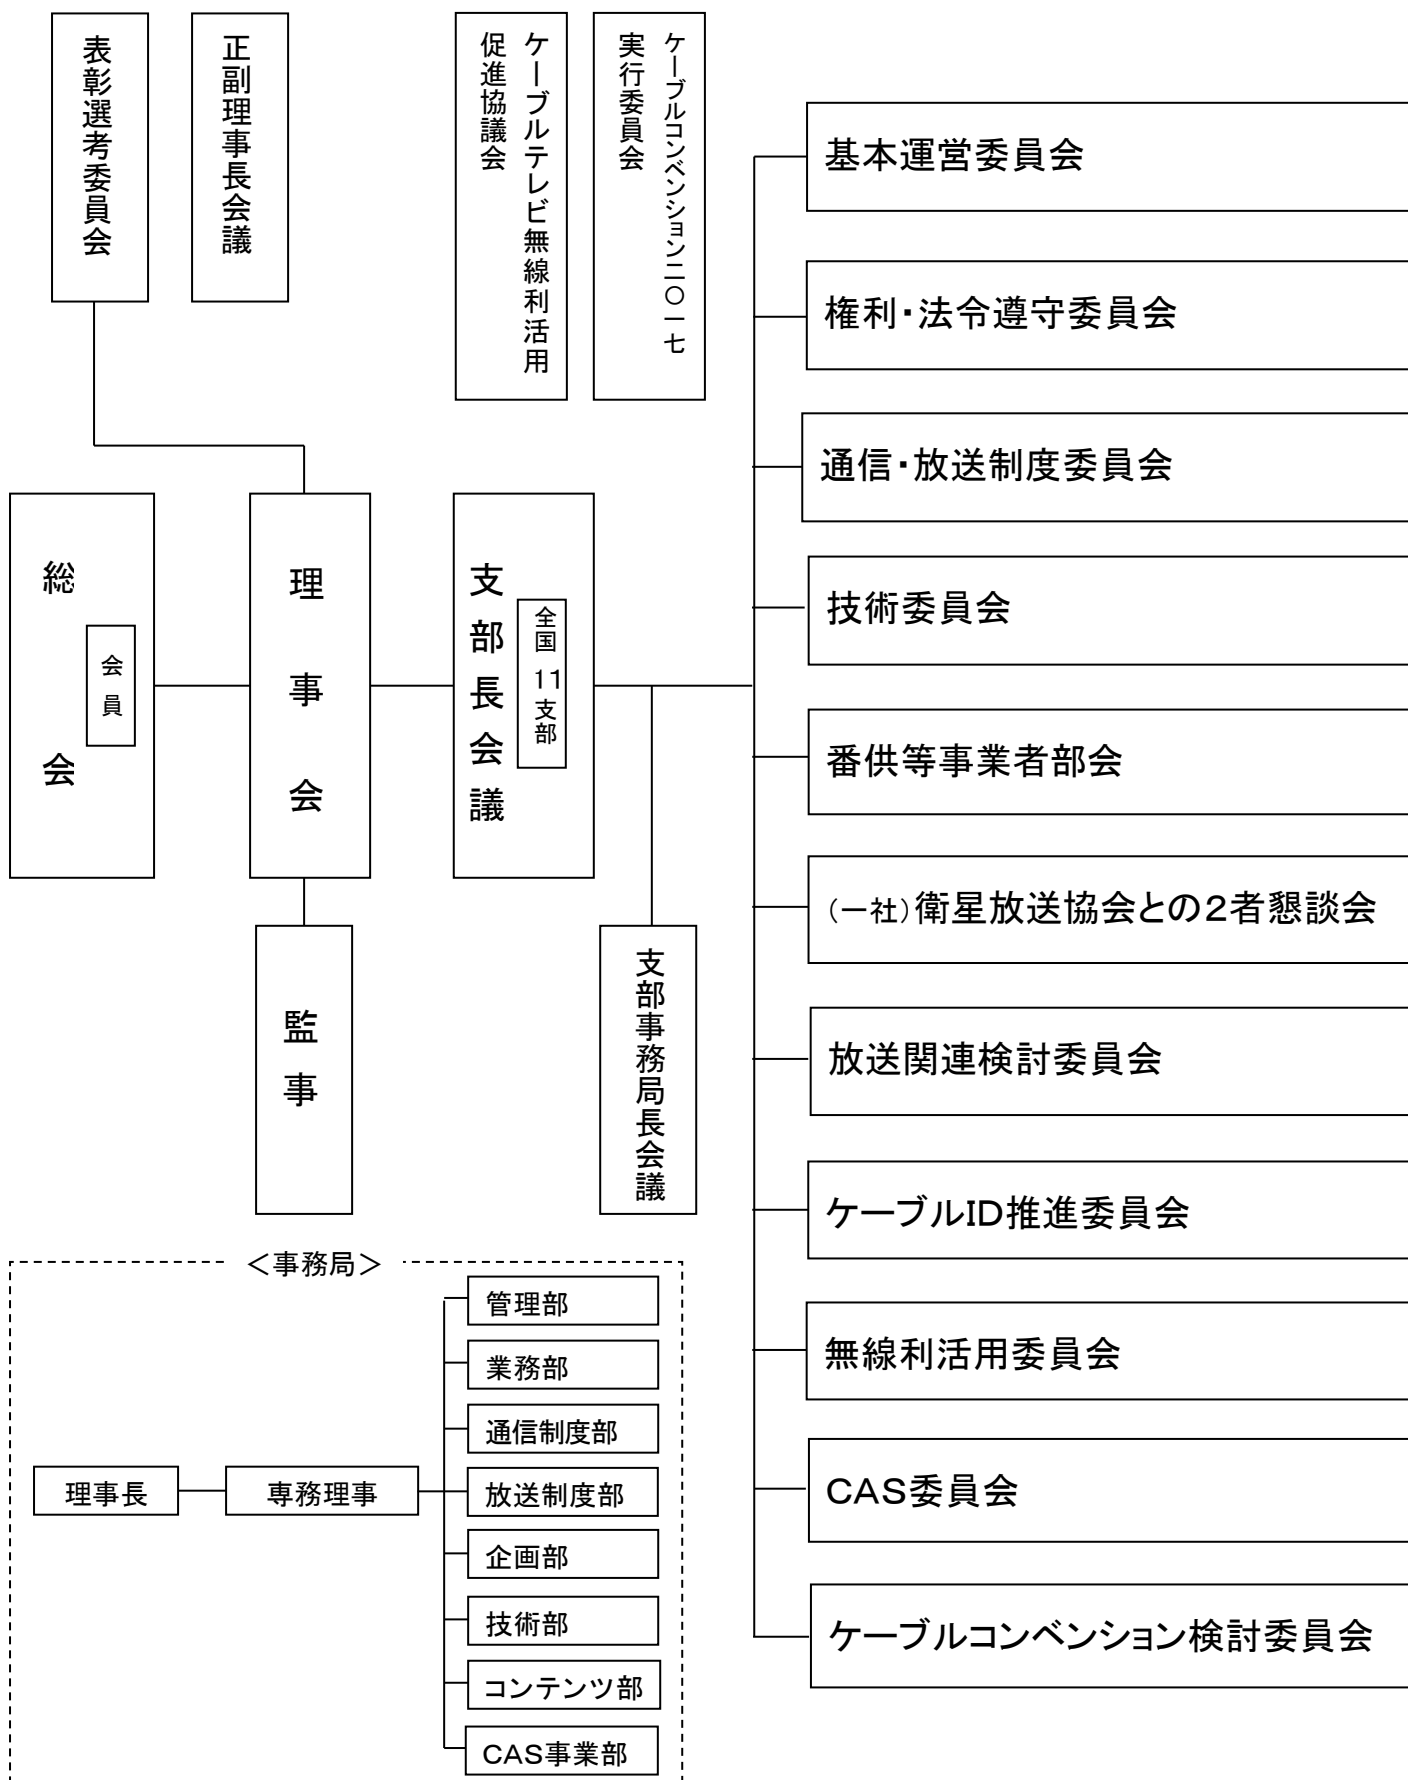 表彰選考委員会
正副理事長会議
ケーブルテレビ無線利活用
促進協議会
ケーブルコンベンション二〇一七
実行委員会
総会
会員
理事会
支部長会議
全国11支部
監事
支部事務局長会議
基本運営委員会
権利・法令遵守委員会
通信・放送制度委員会
技術委員会
番供等事業者部会
（一社）衛星放送協会との2者懇談会
放送関連検討委員会
ケーブルID推進委員会
無線利活用委員会
CAS委員会
ケーブルコンベンション検討委員会
＜事務局＞
理事長
専務理事
管理部
業務部
通信制度部
放送制度部
企画部
技術部
コンテンツ部
CAS事業部